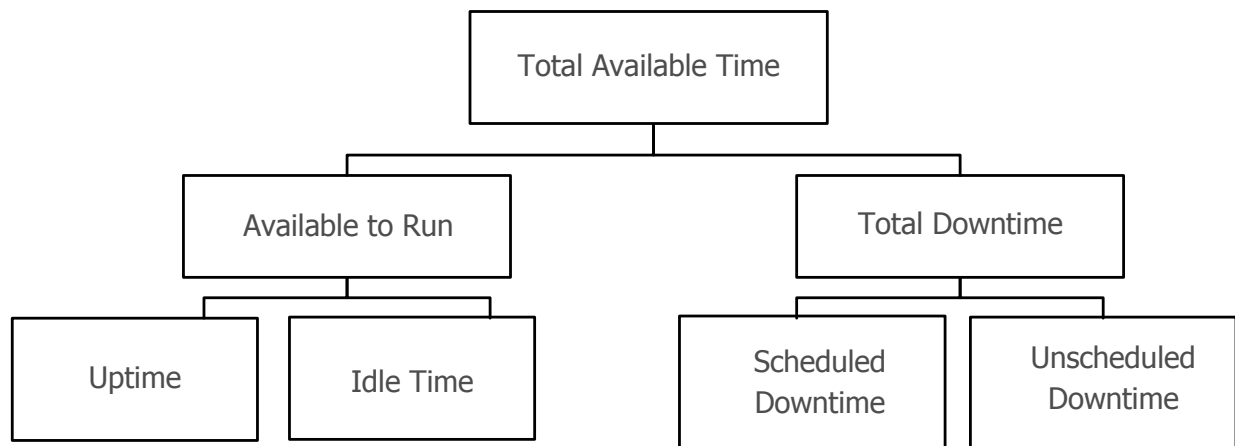 Total Available Time
Available to Run
Total Downtime
Uptime
Idle Time
Scheduled
Downtime
Unscheduled
Downtime